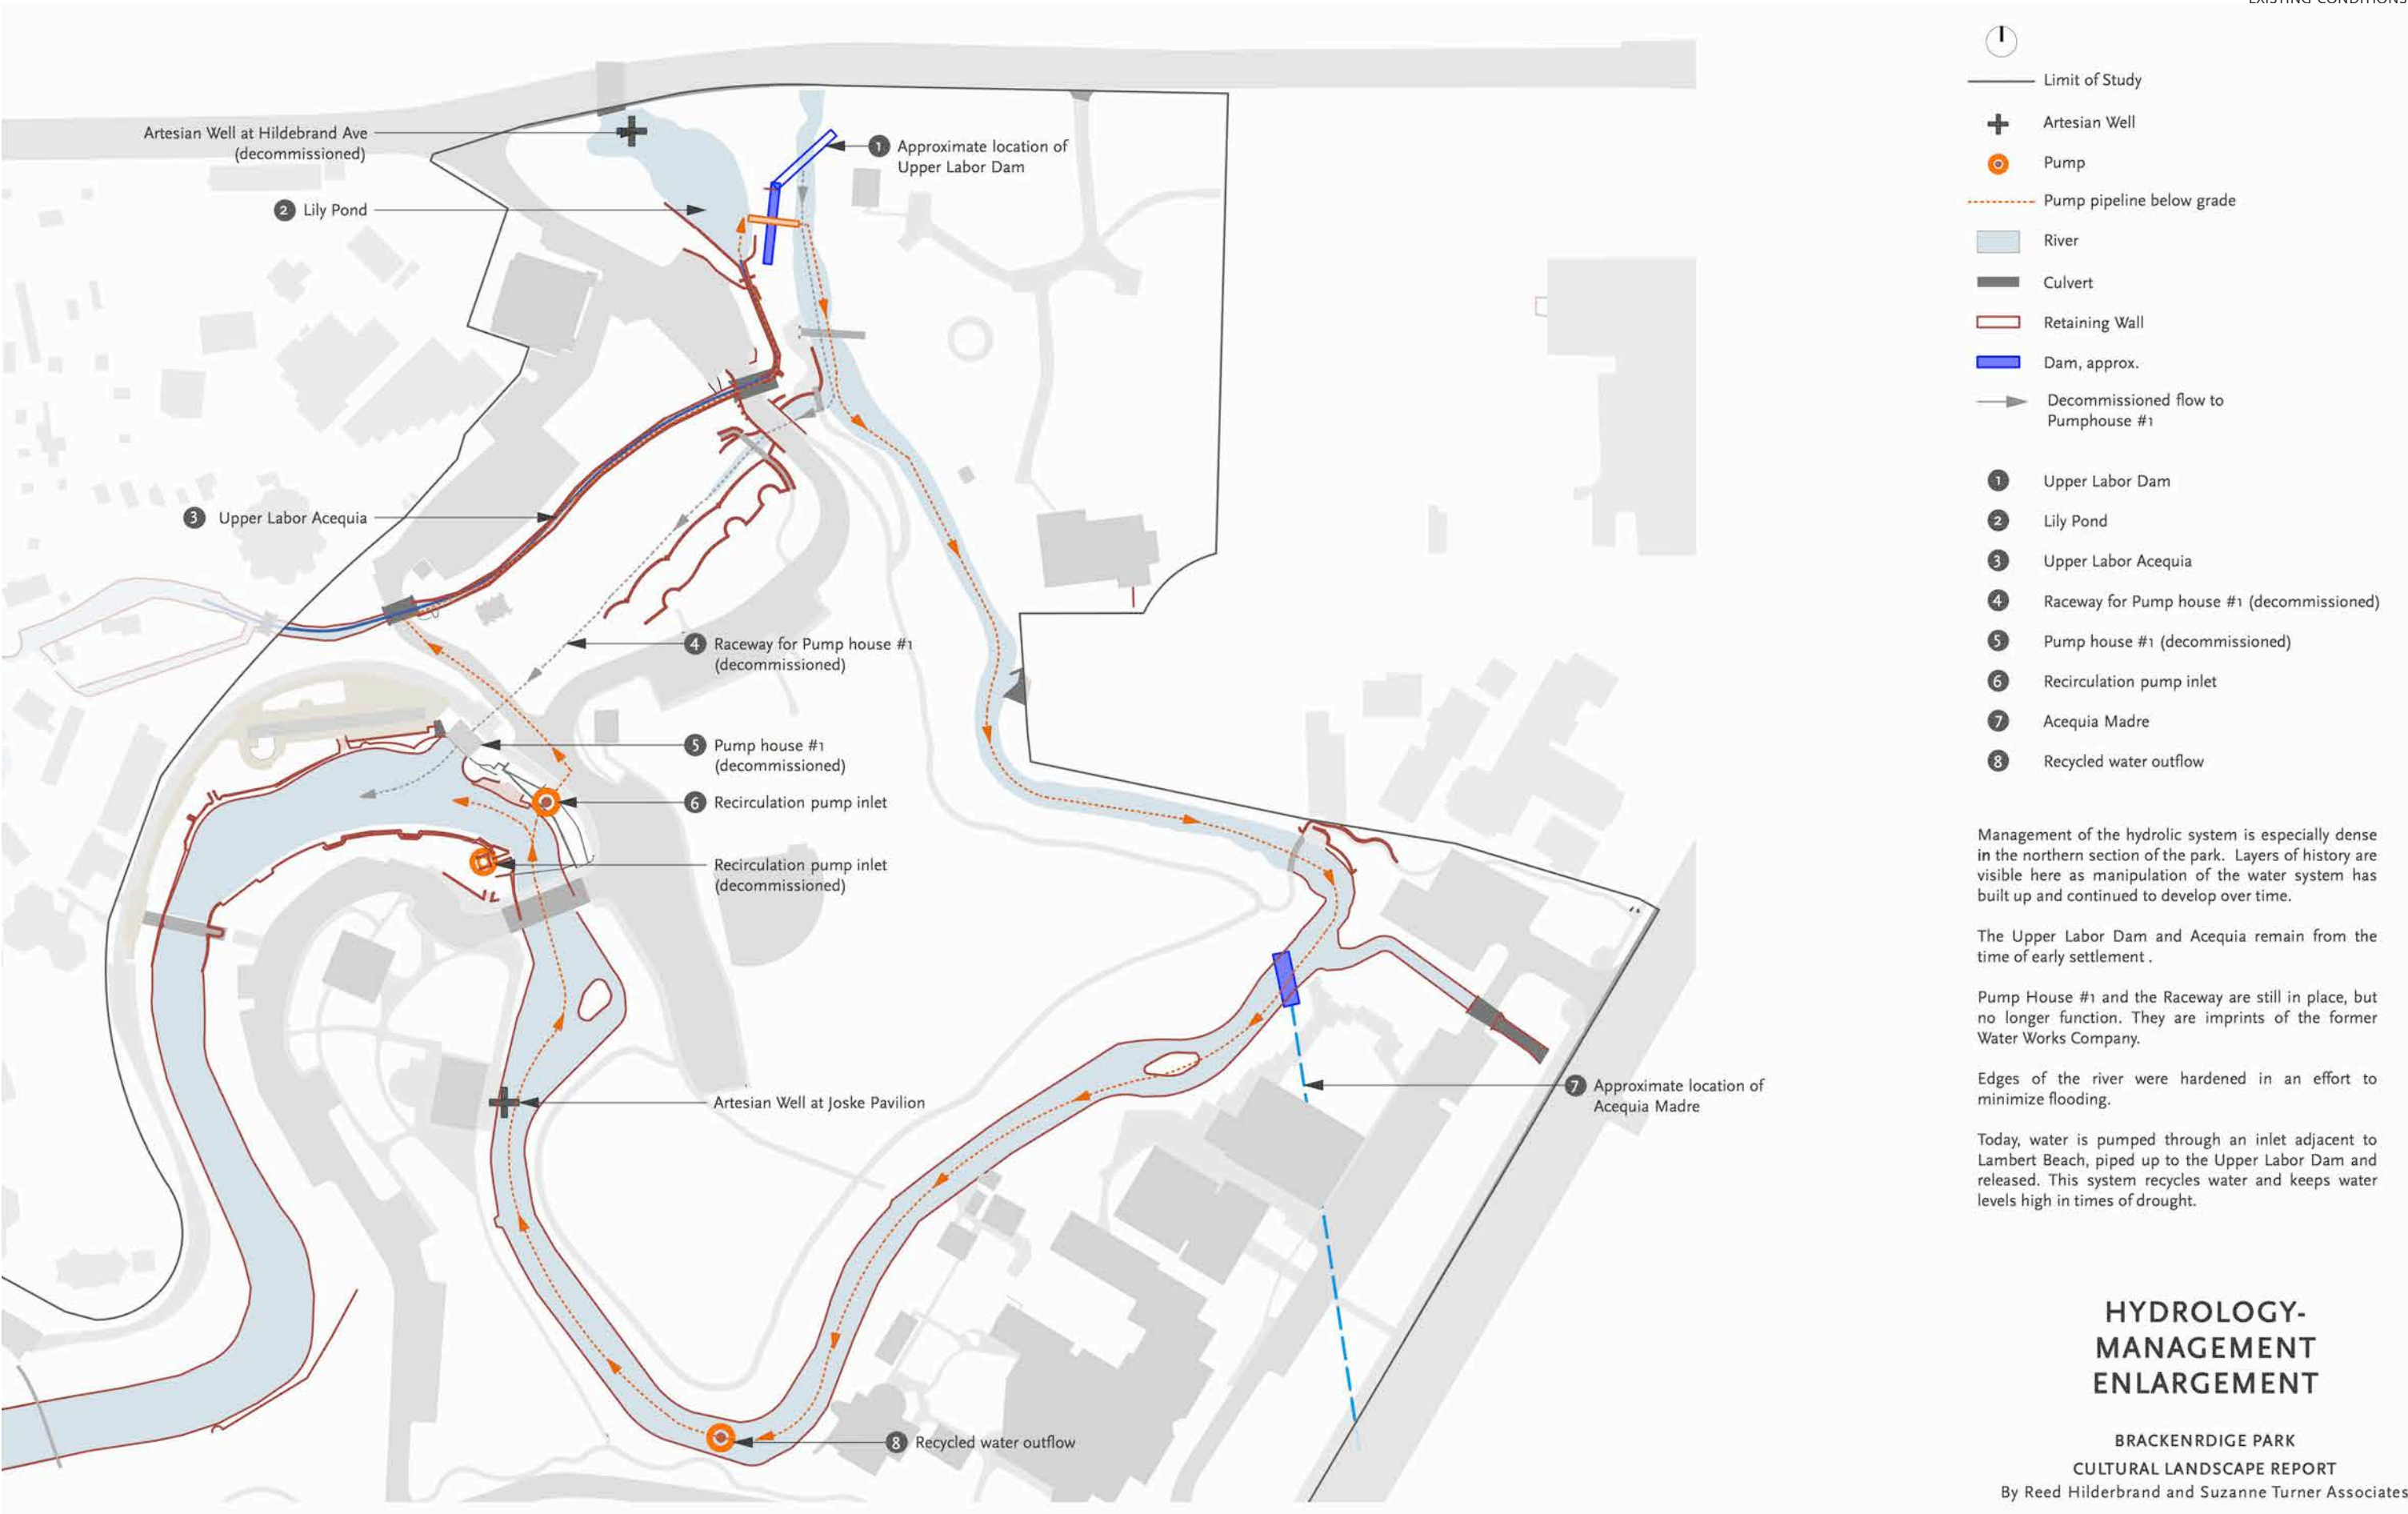 EXISTING CONDITIONS
Limit of Study
Artesian Well
Pump
Pump pipeline below grade
River
Culvert
Retaining Wall
Dam, approx.
Decommissioned flow to
Pumphouse #1
1 Upper Labor Dam
2 Lily Pond
3 Upper Labor Acequia
4 Raceway for Pump house #1 (decommissioned)
5 Pump house #1 (decommissioned)
6 Recirculation pump inlet
7 Acequia Madre
8 Recycled water outflow
Management of the hydrolic system is especially dense
in the northern section of the park. Layers of history are
visible here as manipulation of the water system has
built up and continued to develop over time.
The Upper Labor Dam and Acequia remain from the
time of early settlement .
Pump House #1 and the Raceway are still in place, but
no longer function. They are imprints of the former
Water Works Company.
Edges of the river were hardened in an effort to
minimize flooding.
Today, water is pumped through an inlet adjacent to
Lambert Beach, piped up to the Upper Labor Dam and
released. This system recycles water and keeps water
levels high in times of drought.
HYDROLOGY-
MANAGEMENT
ENLARGEMENT
BRACKENRDIGE PARK
CULTURAL LANDSCAPE REPORT
By Reed Hilderbrand and Suzanne Turner Associates
Artesian Well at Hildebrand Ave
(decommissioned)
1 Approximate location of
Upper Labor Dam
2 Lily Pond
3 Upper Labor Acequia
4 Raceway for Pump house #1
(decommissioned)
5 Pump house #1
(decommissioned)
6 Recirculation pump inlet
Recirculation pump inlet
(decommissioned)
Artesian Well at Joske Pavilion
7 Approximate location of
Acequia Madre
8 Recycled water outflow